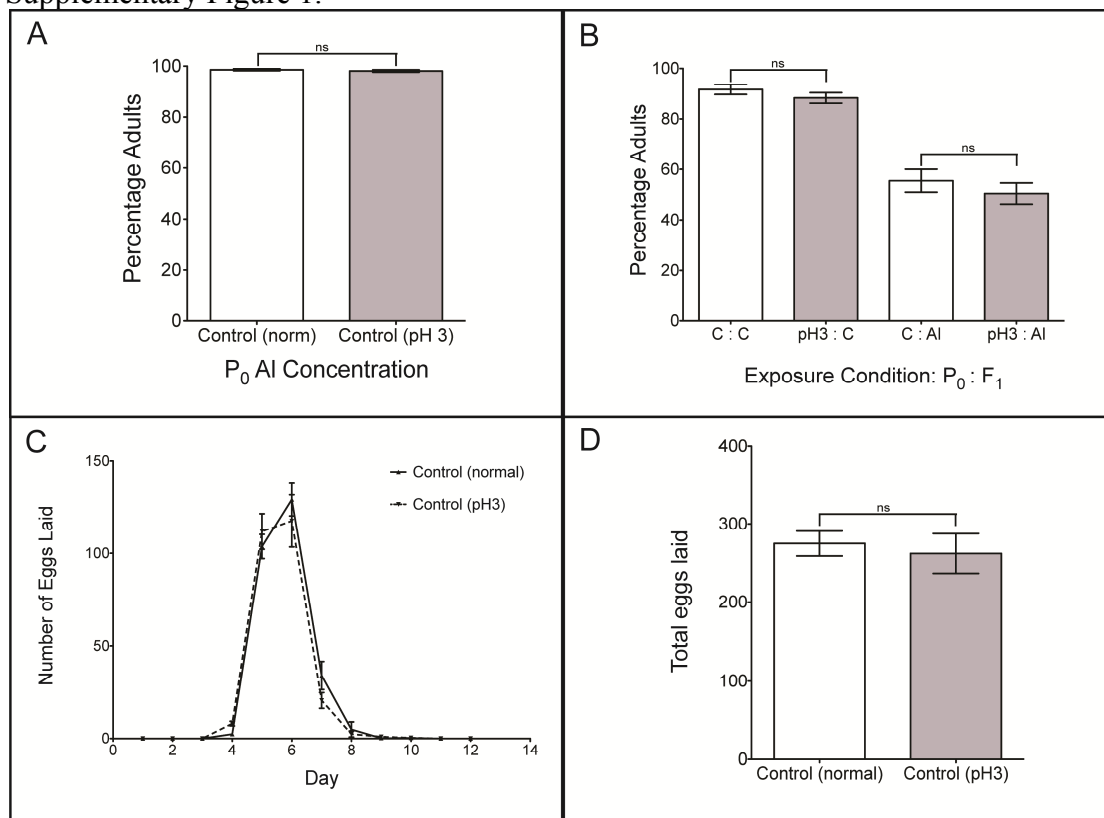 Supplementary Figure 1.
A
ns
100
80
60
40
20
0
Percentage Adults
Control (norm) Control (pH 3)
P₀ Al Concentration
B
ns
ns
100
80
60
40
20
0
Percentage Adults
C : C pH3 : C C : Al pH3 : Al
Exposure Condition: P₀ : F₁
C
150
100
50
0
Number of Eggs Laid
Control (normal)
Control (pH3)
0 2 4 6 8 10 12 14
Day
D
ns
400
300
200
100
0
Total eggs laid
Control (normal) Control (pH3)